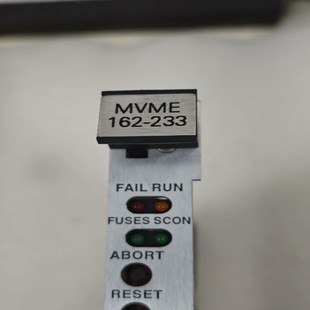 MVME
162-233
FAIL RUN
FUSES SCON
ABORT
RESET